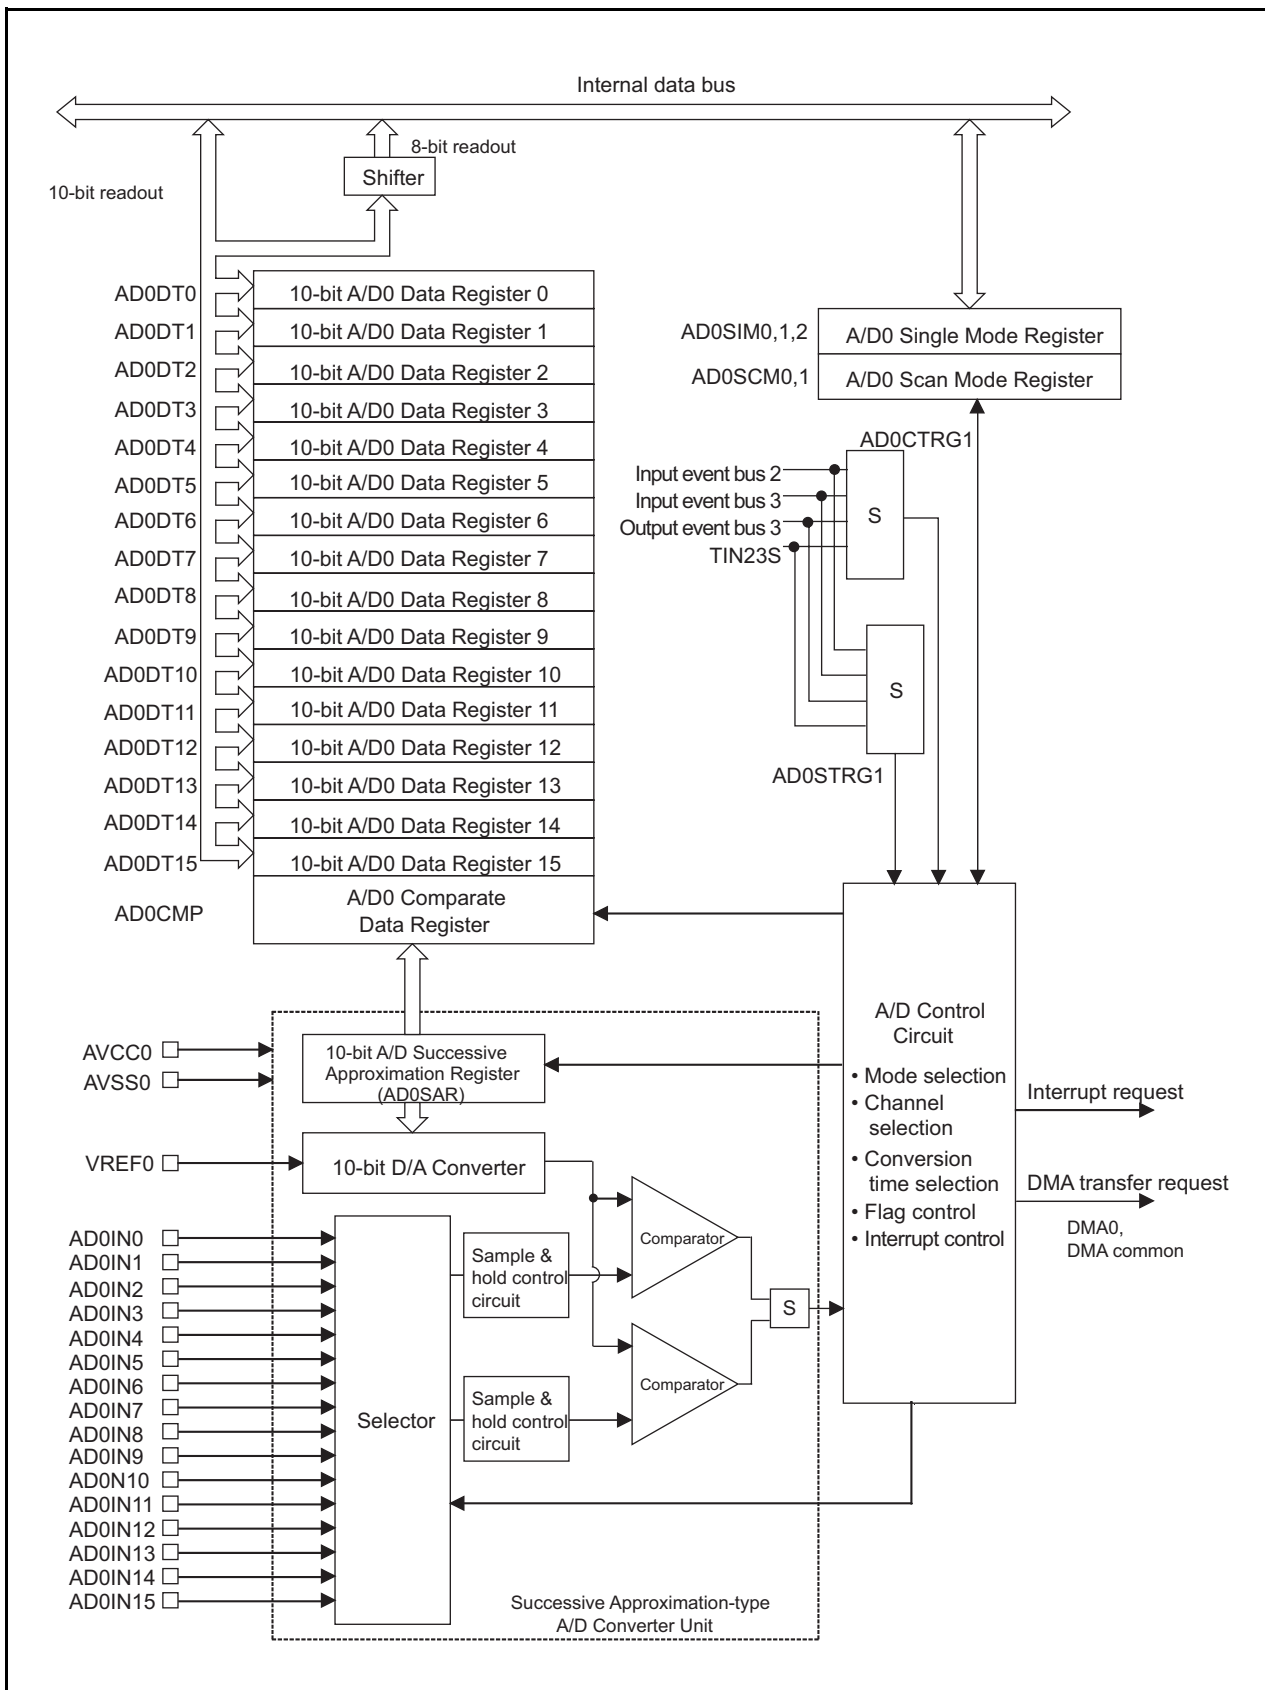 Internal data bus
8-bit readout
Shifter
10-bit readout
AD0DT0
10-bit A/D0 Data Register 0
AD0DT1
10-bit A/D0 Data Register 1
AD0DT2
10-bit A/D0 Data Register 2
AD0DT3
10-bit A/D0 Data Register 3
AD0DT4
10-bit A/D0 Data Register 4
AD0DT5
10-bit A/D0 Data Register 5
AD0DT6
10-bit A/D0 Data Register 6
AD0DT7
10-bit A/D0 Data Register 7
AD0DT8
10-bit A/D0 Data Register 8
AD0DT9
10-bit A/D0 Data Register 9
AD0DT10
10-bit A/D0 Data Register 10
AD0DT11
10-bit A/D0 Data Register 11
AD0DT12
10-bit A/D0 Data Register 12
AD0DT13
10-bit A/D0 Data Register 13
AD0DT14
10-bit A/D0 Data Register 14
AD0DT15
10-bit A/D0 Data Register 15
AD0CMP
A/D0 Comparate
Data Register
AD0SIM0,1,2
A/D0 Single Mode Register
AD0SCM0,1
A/D0 Scan Mode Register
AD0CTRG1
Input event bus 2
Input event bus 3
Output event bus 3
TIN23S
S
S
AD0STRG1
A/D Control
Circuit
• Mode selection
• Channel
selection
• Conversion
time selection
• Flag control
• Interrupt control
Interrupt request
DMA transfer request
DMA0,
DMA common
AVCC0
AVSS0
10-bit A/D Successive
Approximation Register
(AD0SAR)
VREF0
10-bit D/A Converter
AD0IN0
AD0IN1
AD0IN2
AD0IN3
AD0IN4
AD0IN5
AD0IN6
AD0IN7
AD0IN8
AD0IN9
AD0N10
AD0IN11
AD0IN12
AD0IN13
AD0IN14
AD0IN15
Selector
Sample &
hold control
circuit
Comparator
Sample &
hold control
circuit
Comparator
S
Successive Approximation-type
A/D Converter Unit